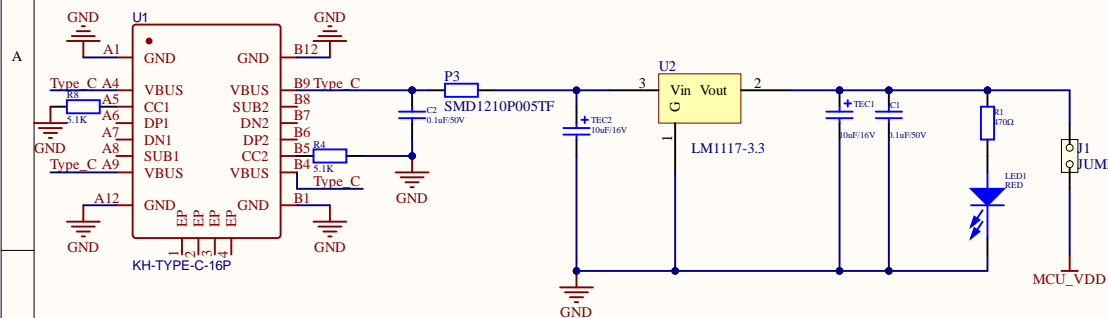 A
GND
GND
U1
A1
GND
GND
B12
Type_C
A4
VBUS
VBUS
B9
Type_C
R8
5.1K
GND
A5
CC1
SUB2
B8
A6
DP1
DN2
B7
A7
DN1
DP2
B6
A8
SUB1
CC2
B5
R4
5.1K
Type_C
A9
VBUS
VBUS
B4
Type_C
A12
GND
GND
B1
GND
GND
EP
EP
EP
EP
1
2
3
4
KH-TYPE-C-16P
C2
0.1uF/50V
GND
P3
SMD1210P005TF
TEC2
10uF/16V
GND
U2
3
Vin
Vout
2
G
1
LM1117-3.3
TEC1
10uF/16V
C1
0.1uF/50V
R1
470Ω
LED1
RED
J1
JUM
MCU_VDD